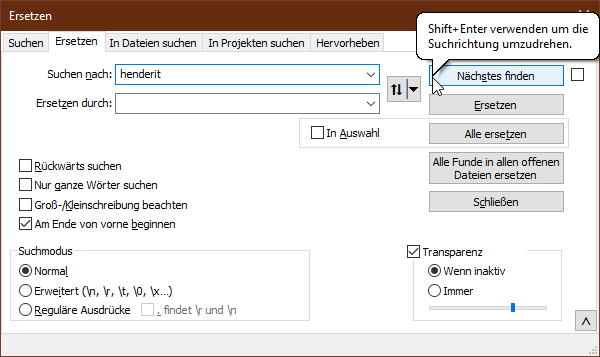 Ersetzen
Shift+Enter verwenden um die
Suchrichtung umzudrehen.
Suchen Ersetzen In Dateien suchen In Projekten suchen Hervorheben
Suchen nach: henderit Nächstes finden
Ersetzen durch: Ersetzen
In Auswahl Alle ersetzen
Alle Funde in allen offenen
Dateien ersetzen
Rückwärts suchen
Nur ganze Wörter suchen
Groß-/Kleinschreibung beachten Schließen
Am Ende von vorne beginnen
Suchmodus Transparenz
Normal Wenn inaktiv
Erweitert (\n, \r, \t, \0, \x...) Immer
Reguläre Ausdrücke . findet \r und \n